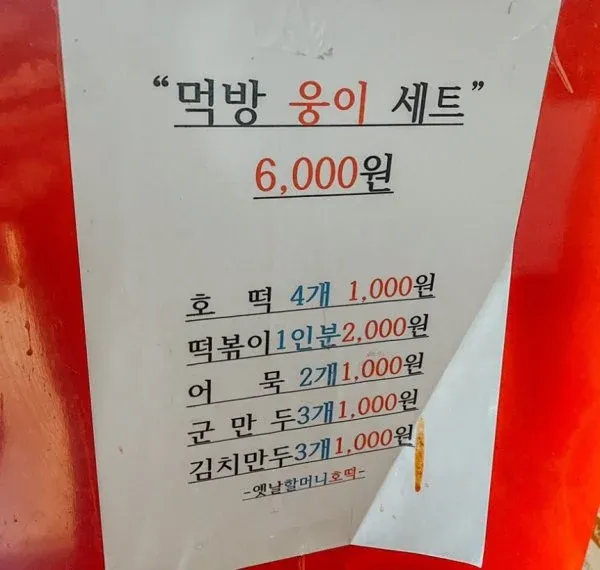 “먹방 웅이 세트”
6,000원
호 떡 4개 1,000원
떡볶이1인분2,000원
어 묵 2개1,000원
군 만 두3개1,000원
김치만두3개1,000원
-옛날할머니호떡-